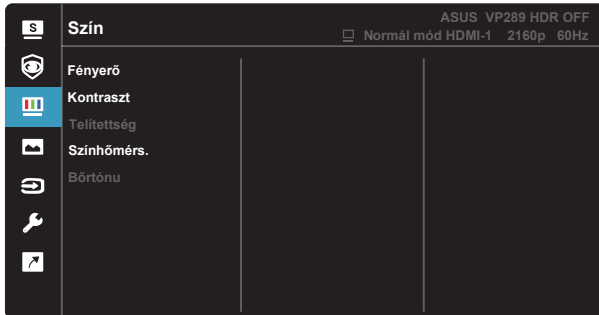 S
Szín
ASUS VP289 HDR OFF
Normál mód HDMI-1 2160p 60Hz
Fényerő
Kontraszt
Telítettség
Színhőmérs.
Bőrtónu